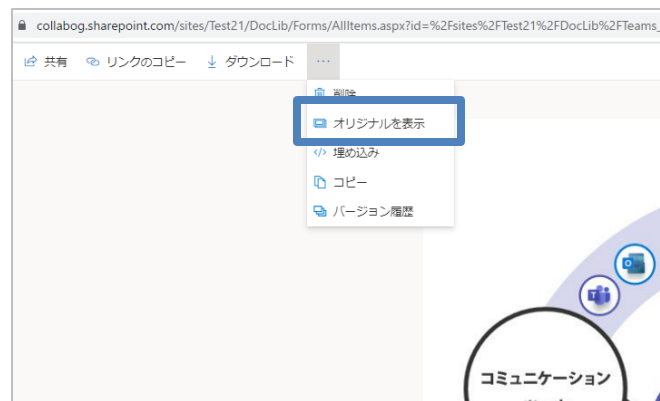 collabog.sharepoint.com/sites/Test21/DocLib/Forms/AllItems.aspx?id=%2Fsites%2FTest21%2FDocLib%2FTeams_
共有 リンクのコピー ダウンロード ...
削除
オリジナルを表示
埋め込み
コピー
バージョン履歴
コミュニケーション